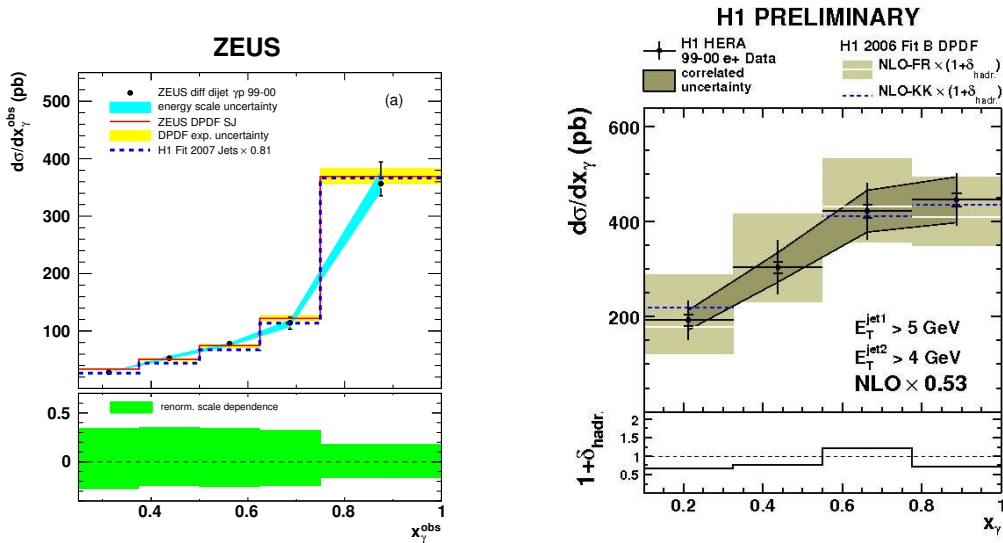 ZEUS
dσ/dx_γ^obs (pb)
500
400
300
200
100
(a)
ZEUS diff dijet γp 99-00
energy scale uncertainty
ZEUS DPDF SJ
DPDF exp. uncertainty
H1 Fit 2007 Jets × 0.81
0.5
0
renorm. scale dependence
0.4 0.6 0.8 1
x_γ^obs
H1 PRELIMINARY
H1 HERA
99-00 e+ Data
correlated
uncertainty
H1 2006 Fit B DPDF
NLO-FR×(1+δ_hadr.)
NLO-KK×(1+δ_hadr.)
dσ/dx_γ (pb)
600
400
200
E_T^jet1 > 5 GeV
E_T^jet2 > 4 GeV
NLO × 0.53
1+δ_hadr.
2
1.5
1
0.5
0.2 0.4 0.6 0.8 1
x_γ